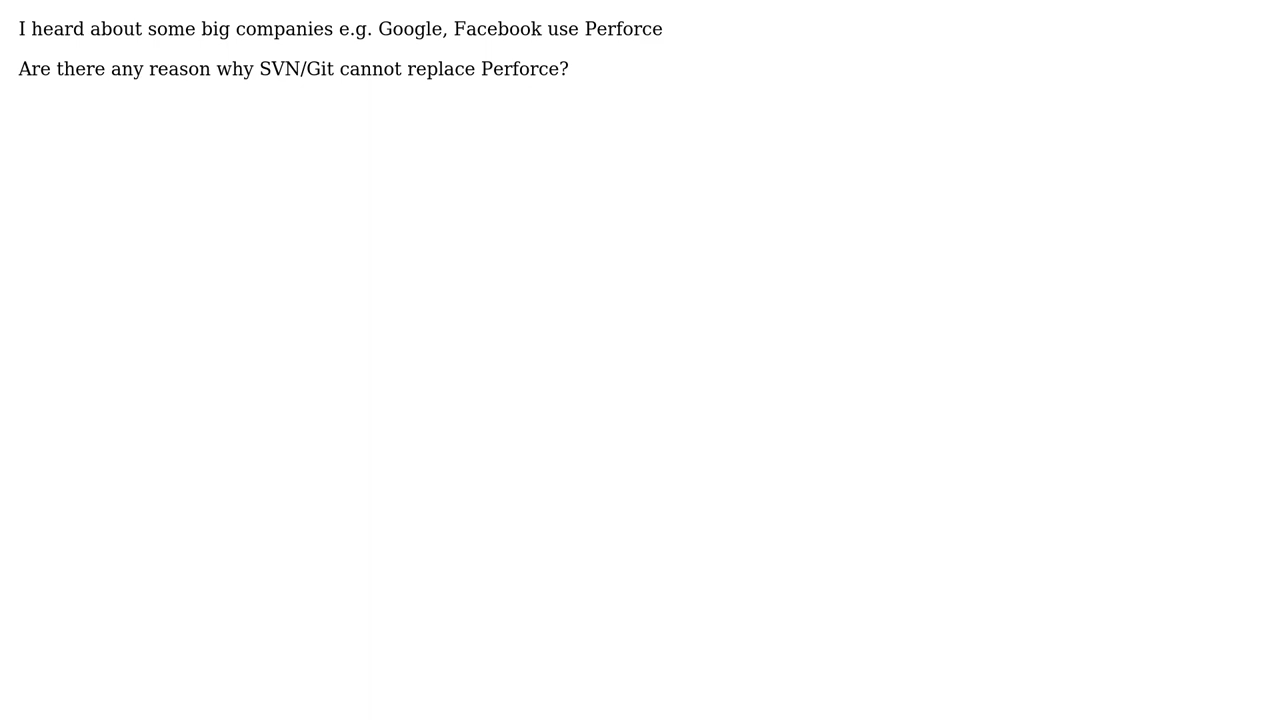 I heard about some big companies e.g. Google, Facebook use Perforce
Are there any reason why SVN/Git cannot replace Perforce?